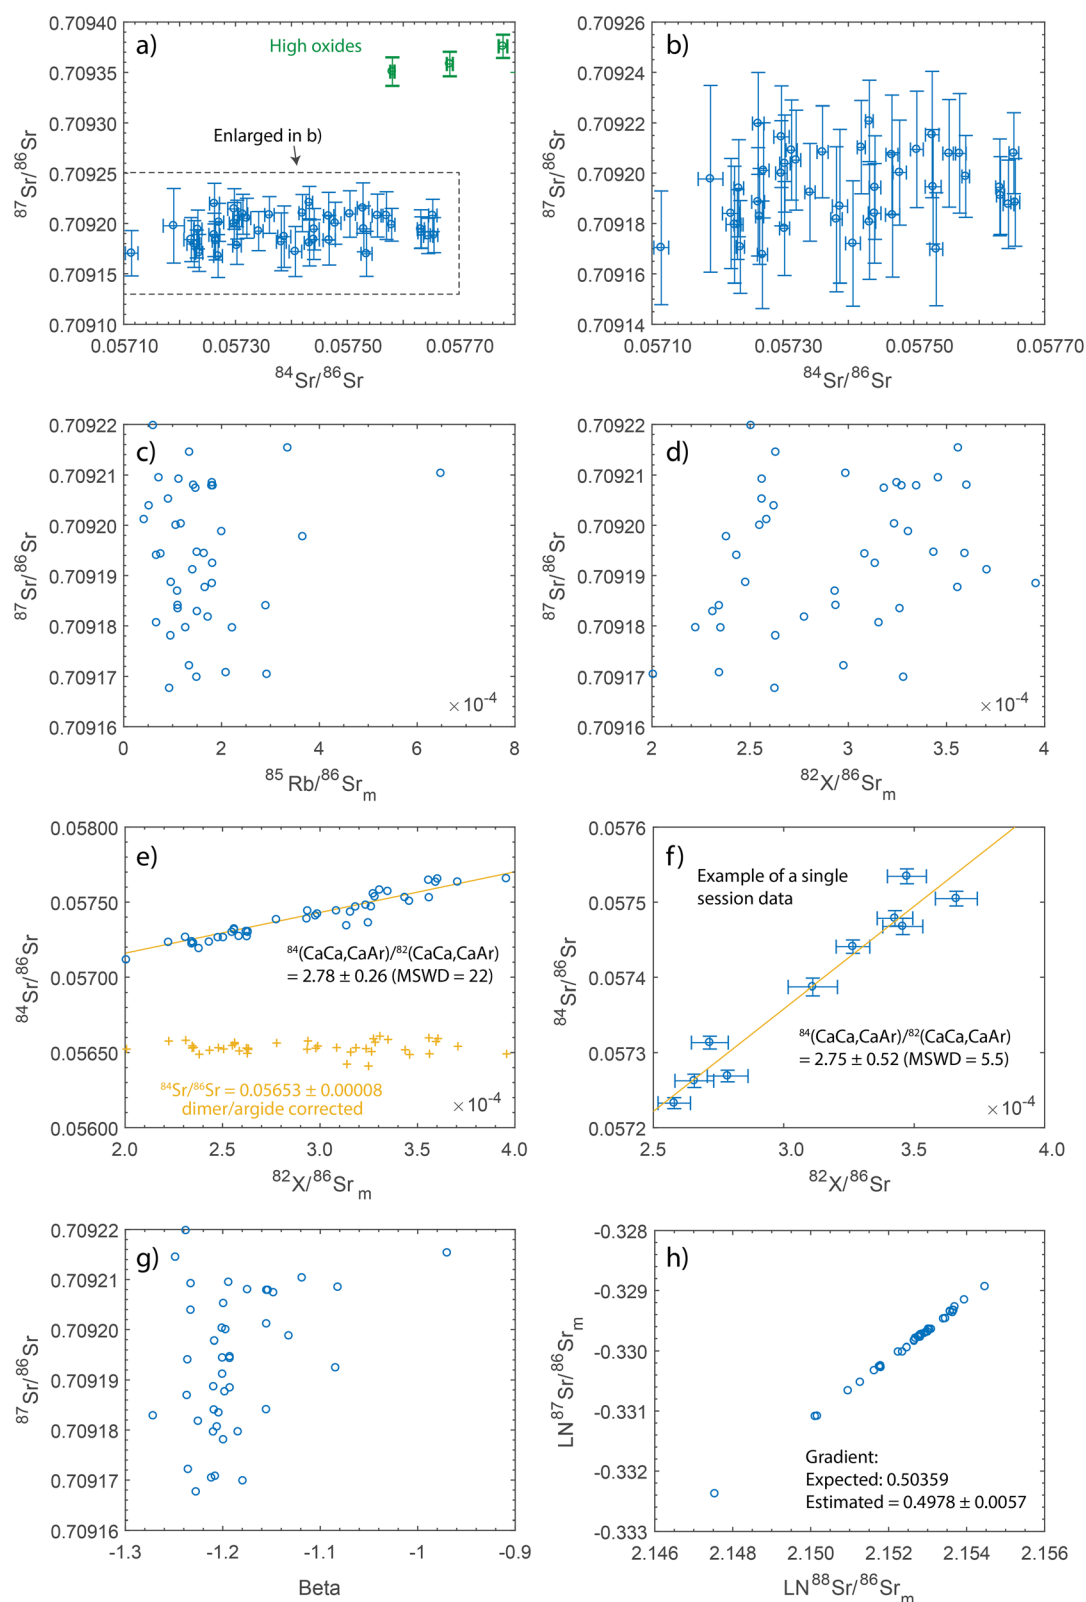 a)
High oxides
Enlarged in b)
0.70940
0.70935
0.70930
0.70925
0.70920
0.70915
0.70910
⁸⁷Sr/⁸⁶Sr
0.05710
0.05730
0.05750
0.05770
⁸⁴Sr/⁸⁶Sr
b)
0.70926
0.70924
0.70922
0.70920
0.70918
0.70916
0.70914
⁸⁷Sr/⁸⁶Sr
0.05710
0.05730
0.05750
0.05770
⁸⁴Sr/⁸⁶Sr
c)
0.70922
0.70921
0.70920
0.70919
0.70918
0.70917
0.70916
⁸⁷Sr/⁸⁶Sr
× 10⁻⁴
0
2
4
6
8
⁸⁵Rb/⁸⁶Srₘ
d)
0.70922
0.70921
0.70920
0.70919
0.70918
0.70917
0.70916
⁸⁷Sr/⁸⁶Sr
× 10⁻⁴
2
2.5
3
3.5
4
⁸²X/⁸⁶Srₘ
e)
0.05800
0.05750
0.05700
0.05650
0.05600
⁸⁴Sr/⁸⁶Sr
⁸⁴(CaCa,CaAr)/⁸²(CaCa,CaAr)
= 2.78 ± 0.26 (MSWD = 22)
⁸⁴Sr/⁸⁶Sr = 0.05653 ± 0.00008
dimer/argide corrected
× 10⁻⁴
2.0
2.5
3.0
3.5
4.0
⁸²X/⁸⁶Sr ₘ
f)
Example of a single
session data
0.0576
0.0575
0.0574
0.0573
0.0572
⁸⁴Sr/⁸⁶Sr
⁸⁴(CaCa,CaAr)/⁸²(CaCa,CaAr)
= 2.75 ± 0.52 (MSWD = 5.5)
× 10⁻⁴
2.5
3.0
3.5
4.0
⁸²X/⁸⁶Sr
g)
0.70922
0.70921
0.70920
0.70919
0.70918
0.70917
0.70916
⁸⁷Sr/⁸⁶Sr
-1.3
-1.2
-1.1
-1
-0.9
Beta
h)
-0.328
-0.329
-0.330
-0.331
-0.332
-0.333
LN⁸⁷Sr/⁸⁶Srₘ
Gradient:
Expected: 0.50359
Estimated = 0.4978 ± 0.0057
2.146
2.148
2.150
2.152
2.154
2.156
LN⁸⁸Sr/⁸⁶Srₘ